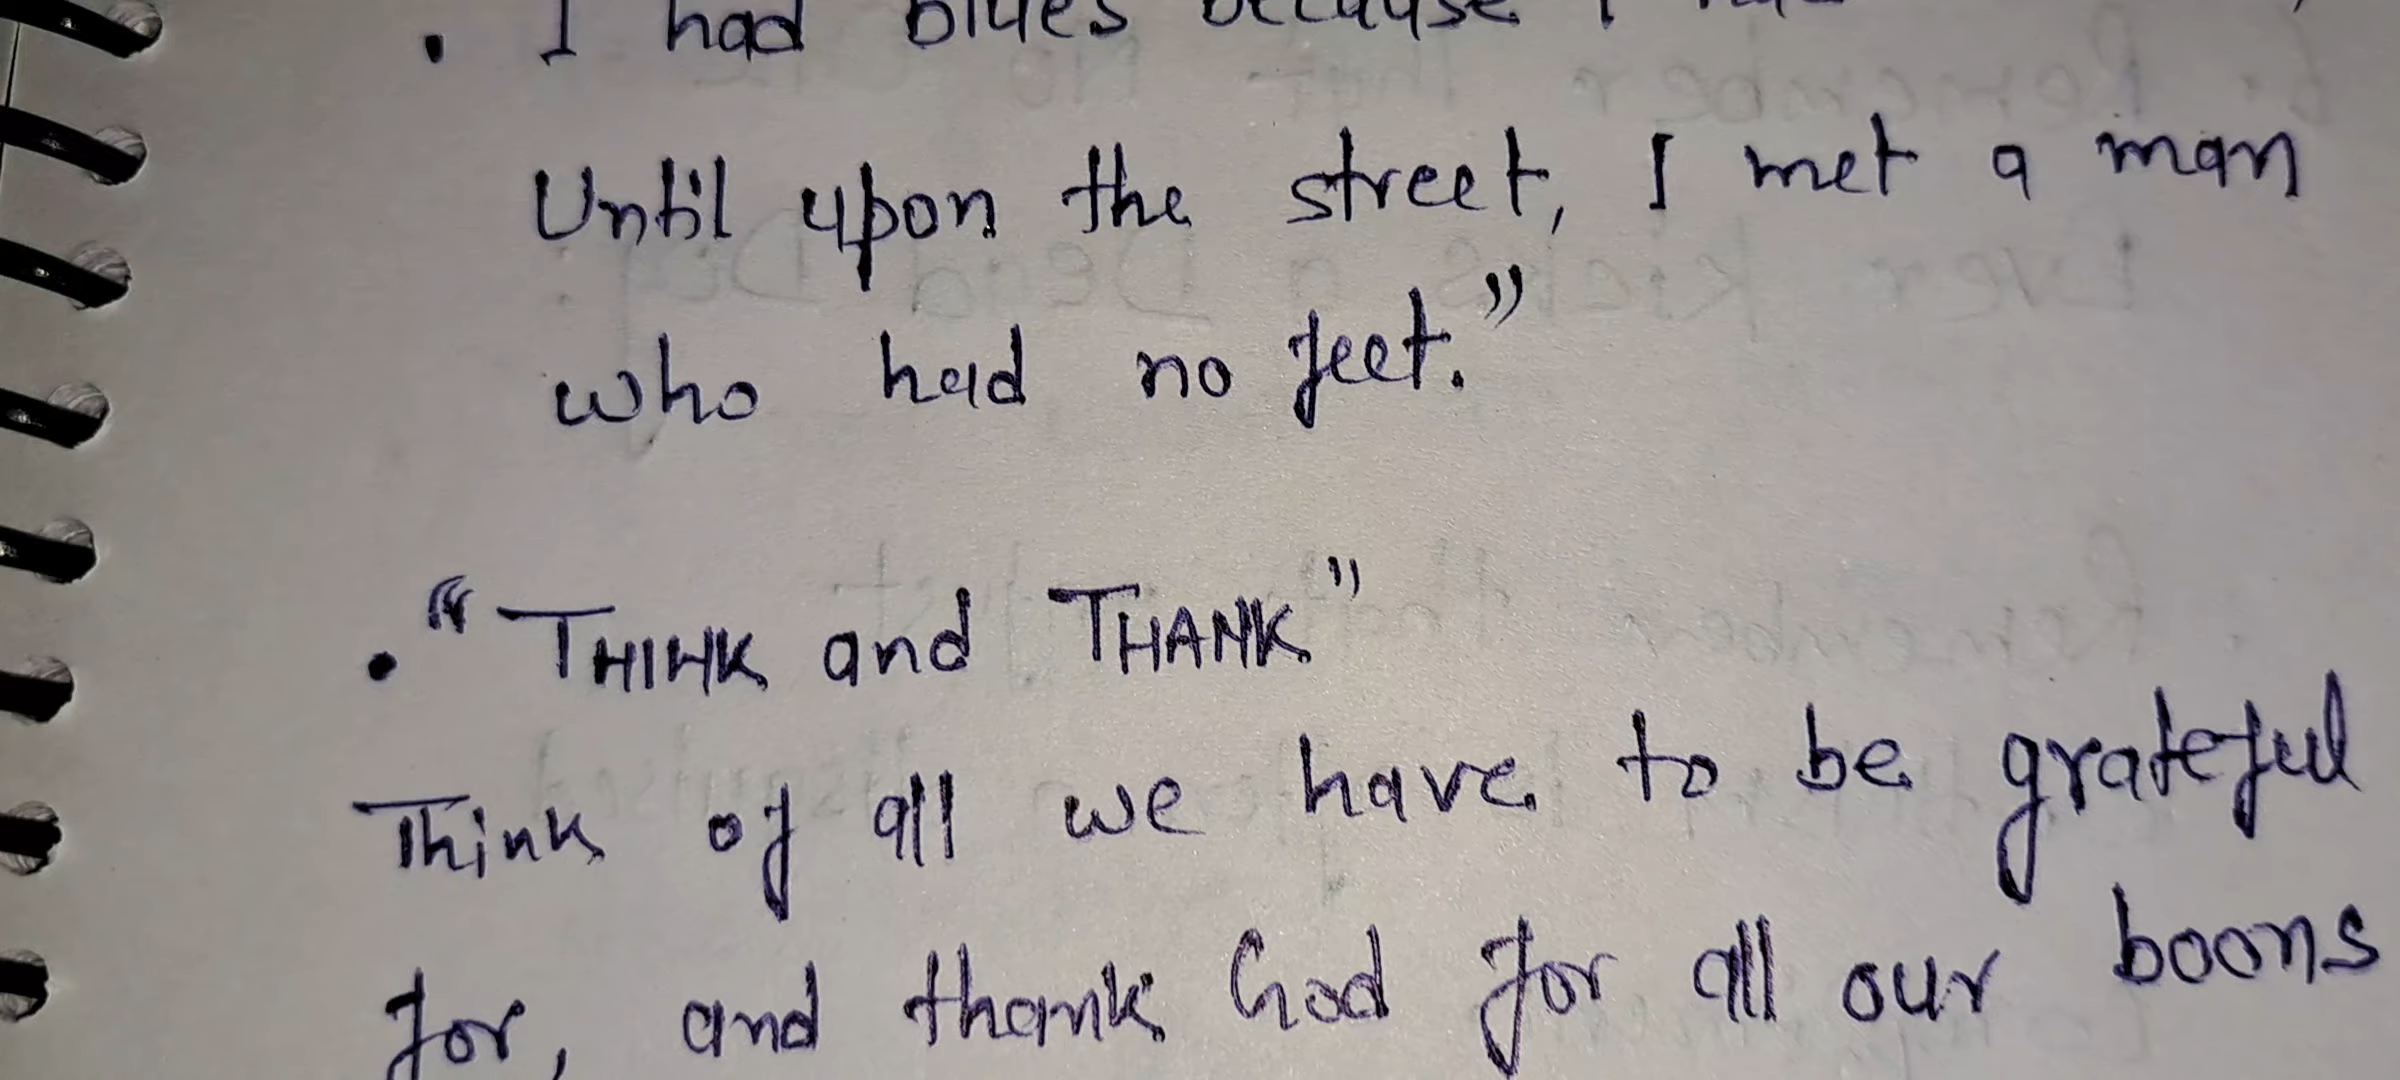 • I had blues because I had
Until upon the street, I met a man
who had no feet."
• "THINK and THANK"
Think of all we have to be grateful
for, and thank God for all our boons